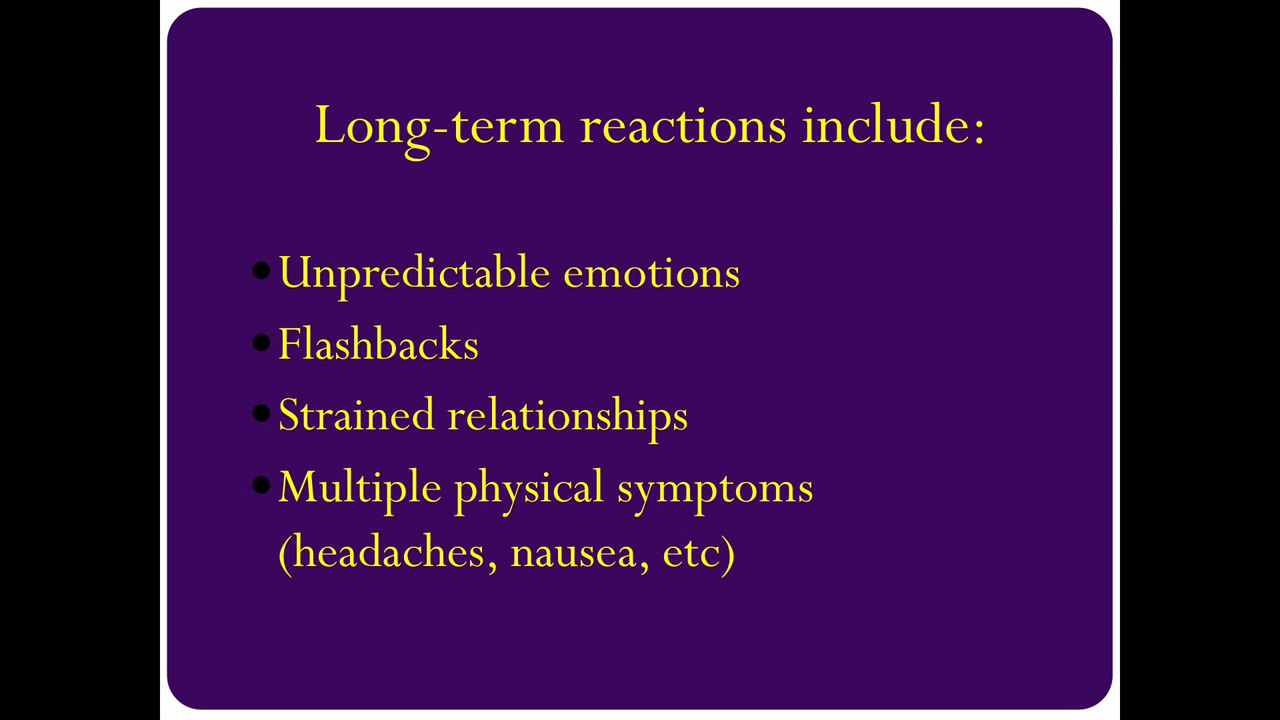 Long-term reactions include:
• Unpredictable emotions
• Flashbacks
• Strained relationships
• Multiple physical symptoms
(headaches, nausea, etc)